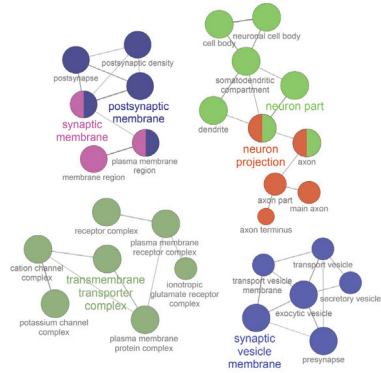 postsynaptic density
postsynapse
postsynaptic
membrane
synaptic
membrane
plasma membrane
region
membrane region
neuronal cell body
cell body
somatodendritic
compartment
neuron part
dendrite
neuron
projection
axon
axon part
main axon
axon terminus
receptor complex
plasma membrane
receptor complex
cation channel
complex
transmembrane
transporter
complex
ionotropic
glutamate receptor
complex
potassium channel
complex
plasma membrane
protein complex
transport vesicle
transport vesicle
membrane
secretory vesicle
exocytic vesicle
synaptic
vesicle
membrane
presynapse